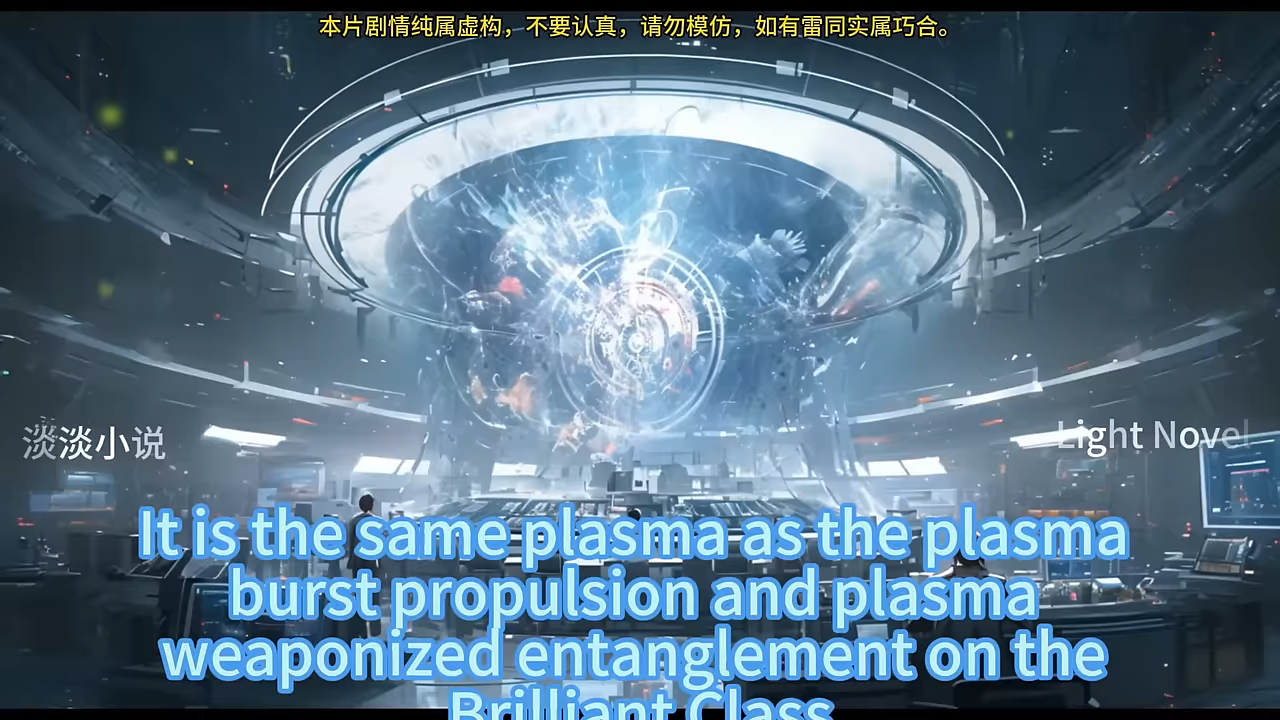 本片剧情纯属虚构，不要认真，请勿模仿，如有雷同实属巧合。
淡淡小说
Light Novel
It is the same plasma as the plasma
burst propulsion and plasma
weaponized entanglement on the
Brilliant Class